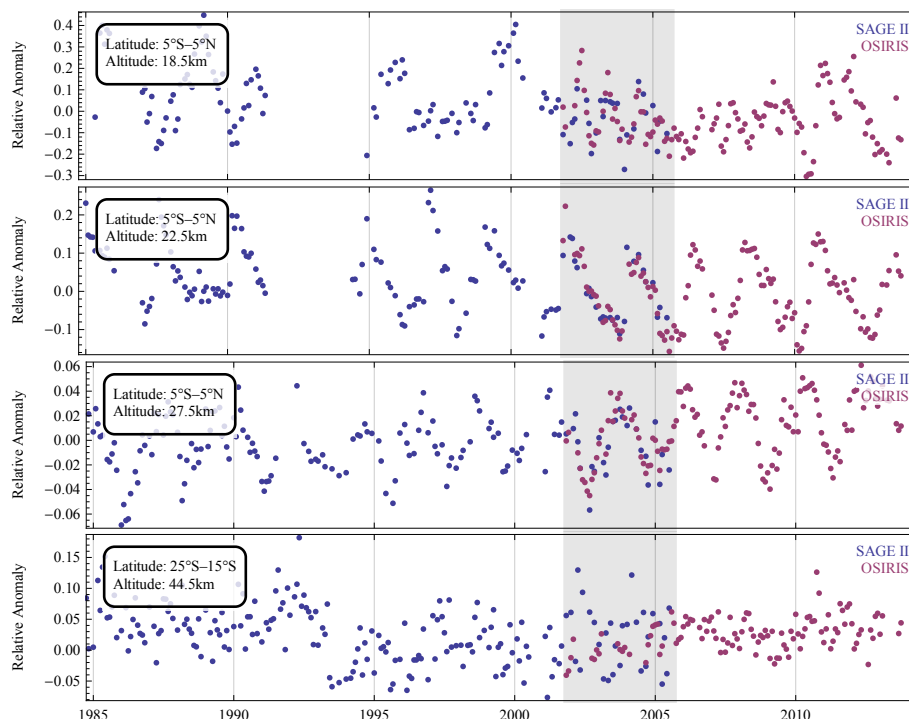 0.4
0.3
0.2
0.1
0.0
−0.1
−0.2
−0.3
Relative Anomaly
Latitude: 5°S–5°N
Altitude: 18.5km
SAGE II
OSIRIS
0.2
0.1
0.0
−0.1
Relative Anomaly
Latitude: 5°S–5°N
Altitude: 22.5km
SAGE II
OSIRIS
0.06
0.04
0.02
0.00
−0.02
−0.04
−0.06
Relative Anomaly
Latitude: 5°S–5°N
Altitude: 27.5km
SAGE II
OSIRIS
0.15
0.10
0.05
0.00
−0.05
Relative Anomaly
Latitude: 25°S–15°S
Altitude: 44.5km
SAGE II
OSIRIS
1985 1990 1995 2000 2005 2010